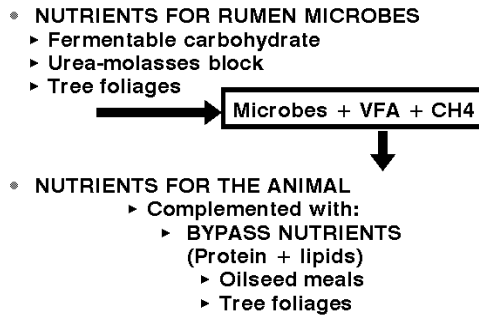 NUTRIENTS FOR RUMEN MICROBES
Fermentable carbohydrate
Urea-molasses block
Tree foliages
Microbes + VFA + CH4
NUTRIENTS FOR THE ANIMAL
Complemented with:
BYPASS NUTRIENTS
(Protein + lipids)
Oilseed meals
Tree foliages